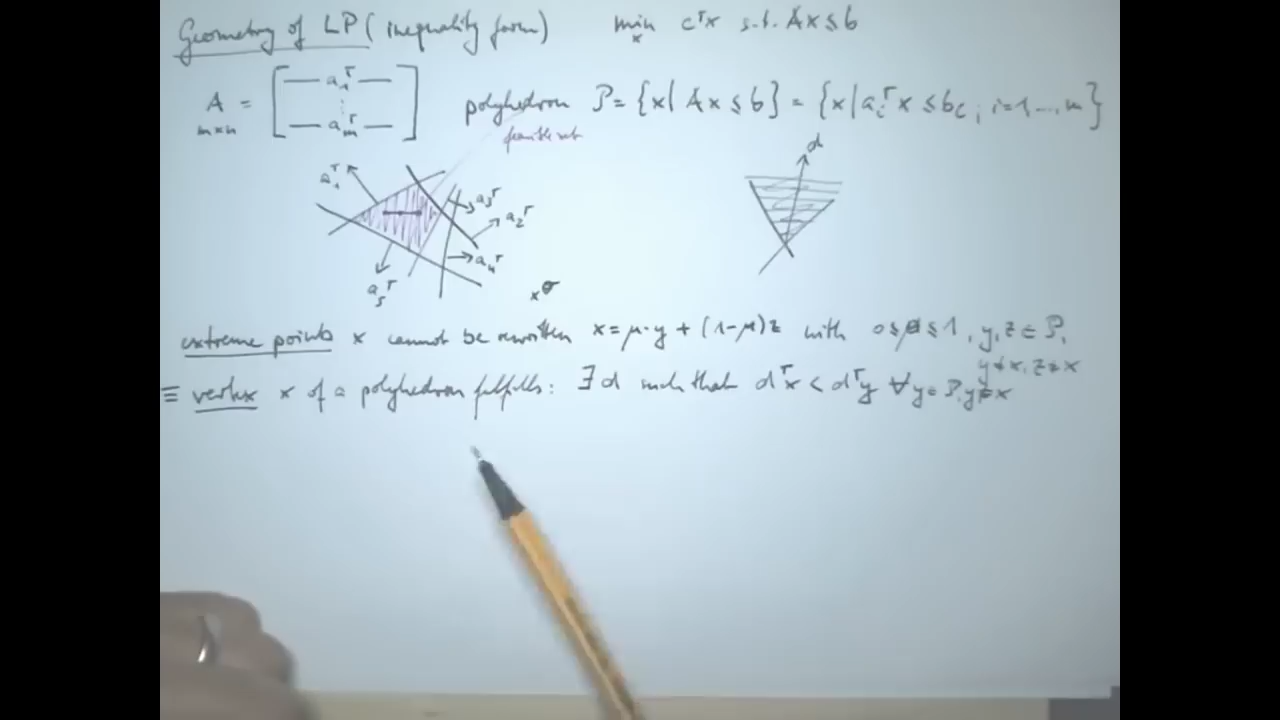 Geometry of LP (inequality form) min x cᵀx s.t. Ax ≤ b
A m×n = [ — a₁ᵀ — ⋮ — aₘᵀ — ] polyhedron P = {x | Ax ≤ b} = {x | aᵢᵀx ≤ bᵢ, i=1...m}
feasible set
d
a₁ᵀ
a₃ᵀ
a₂ᵀ
a₄ᵀ
a₅ᵀ
x
extreme points x cannot be rewritten x = μ·y + (1-μ)z with 0 ≤ μ ≤ 1, y, z ∈ P,
y ≠ x, z ≠ x
≡ vertex x of a polyhedron fulfills: ∃ d such that dᵀx < dᵀy ∀y ∈ P, y ≠ x